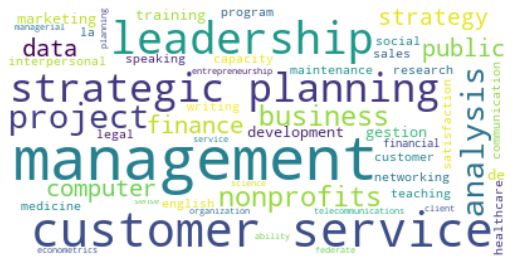 managerial
marketing
training
program
strategy
planning
la
leadership
social
public
data
interpersonal
speaking
capacity
sales
entrepreneurship
maintenance
research
strategic planning
analysis
satisfaction
communication
project
finance
writing
business
legal
development
gestion
financial
service
management
customer
networking
de
computer
science
teaching
medicine
sense
english
nonprofits
organization
telecommunications
client
customer service
healthcare
econometrics
ability
federate